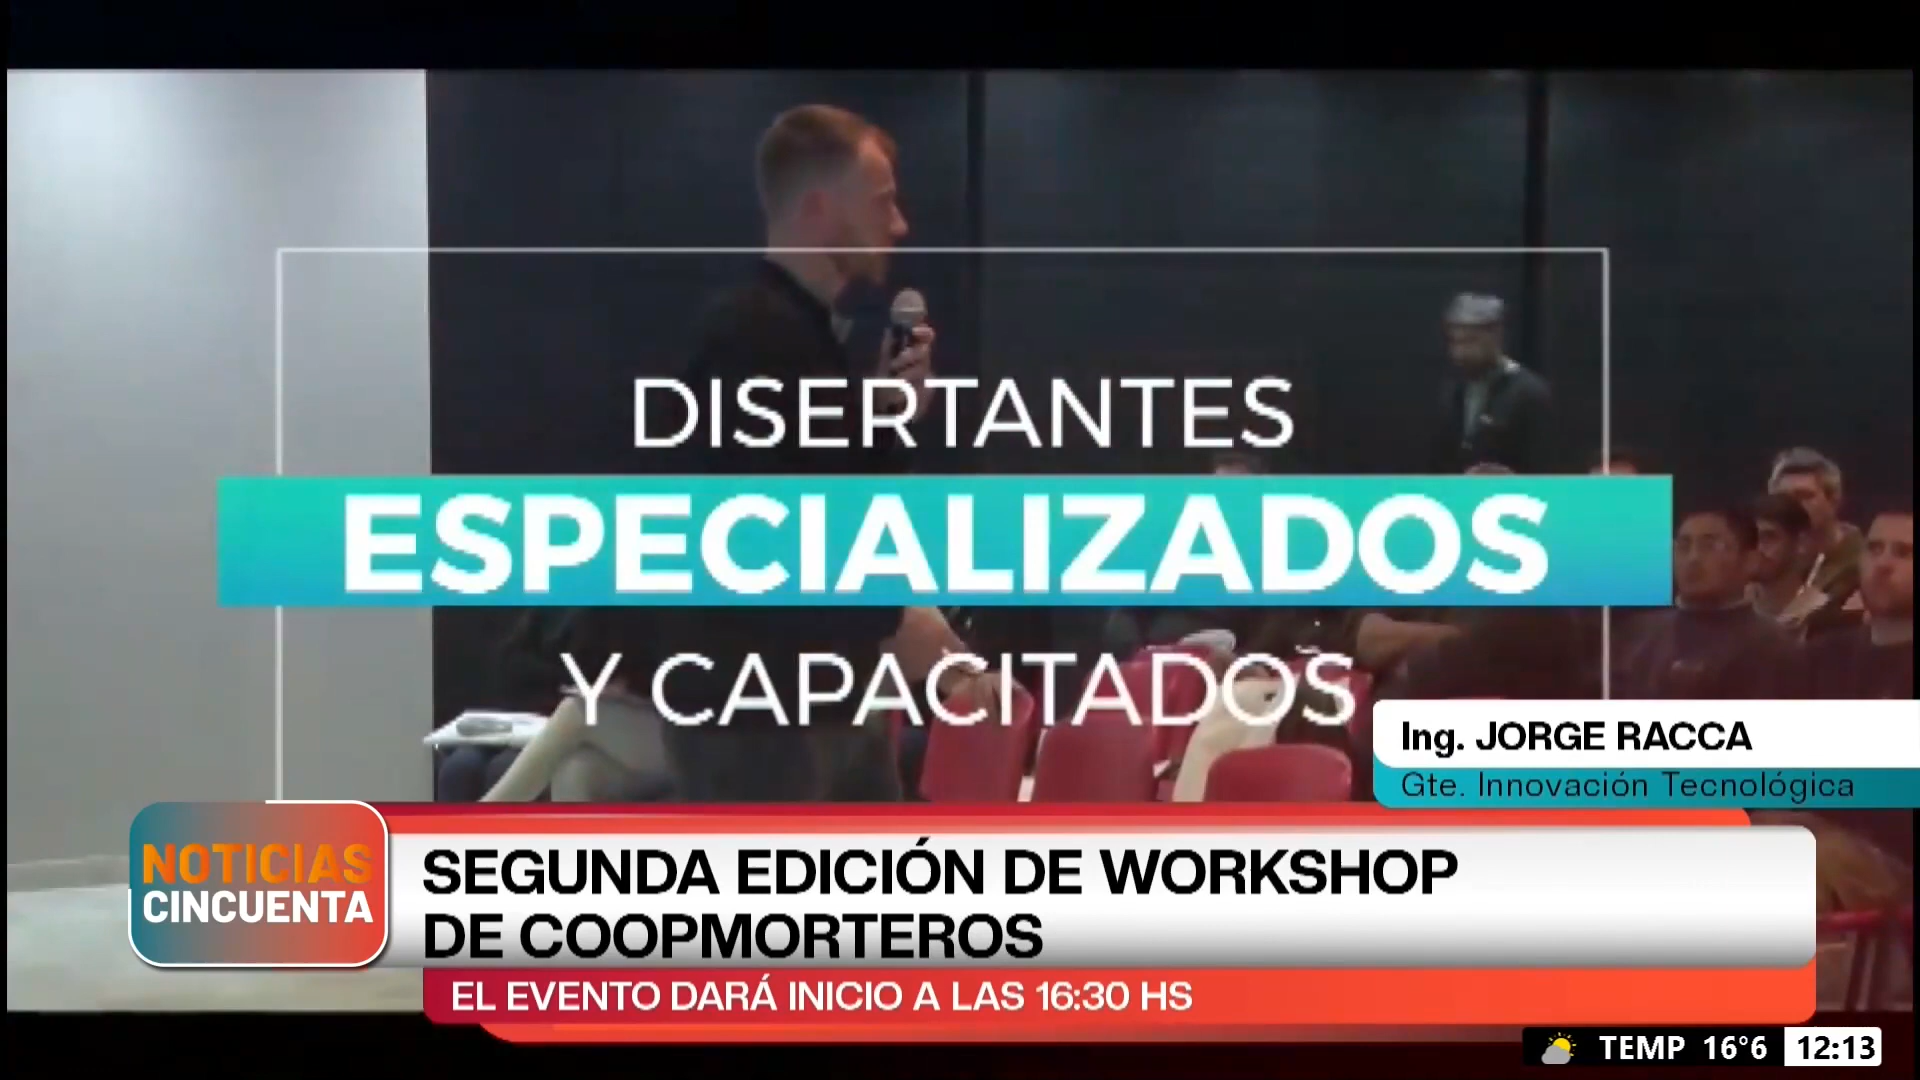 DISERTANTES
ESPECIALIZADOS
Y CAPACITADOS
Ing. JORGE RACCA
Gte. Innovación Tecnológica
NOTICIAS
CINCUENTA
SEGUNDA EDICIÓN DE WORKSHOP
DE COOPMORTEROS
EL EVENTO DARÁ INICIO A LAS 16:30 HS
TEMP 16°6 12:13